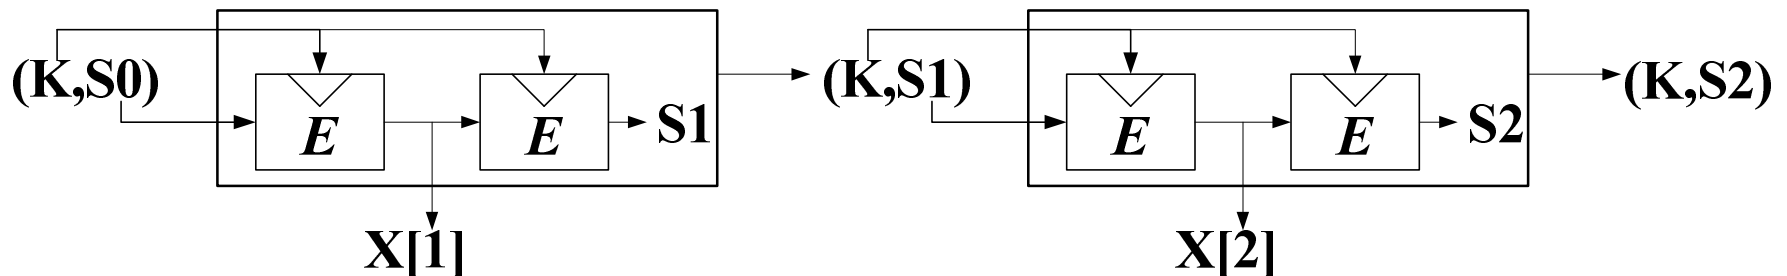 (K,S0)
E
E
S1
(K,S1)
E
E
S2
(K,S2)
X[1]
X[2]